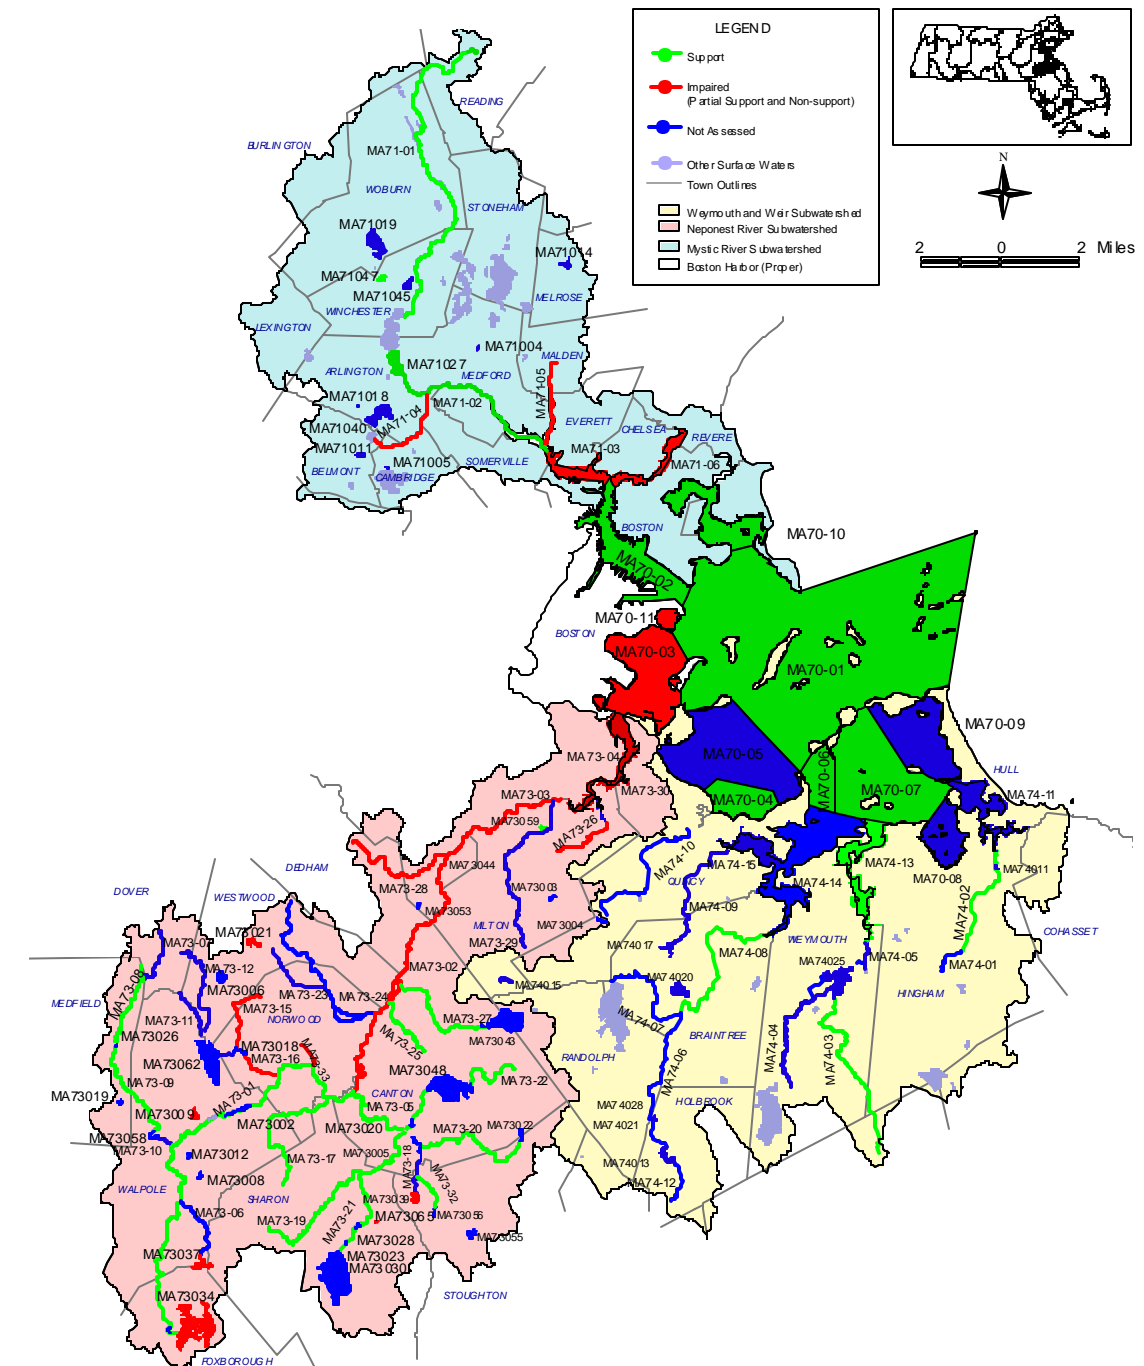 LEGEND
Support
Impaired
(Partial Support and Non-support)
Not Assessed
Other Surface Waters
Town Outlines
Weymouth and Weir Subwatershed
Neponest River Subwatershed
Mystic River Subwatershed
Boston Harbor (Proper)
N
2 0 2 Miles
READING
BURLINGTON
MA71-01
WOBURN
STONEHAM
MA71019
MA71014
MA71047
MA71045
MELROSE
WINCHESTER
LEXINGTON
MA71004
MALDEN
MA71027
ARLINGTON
MEDFORD
MA71-05
MA71018
MA71-02
MA71-04
MA71040
EVERETT
CHELSEA
REVERE
MA71011
MA71-03
MA71005
SOMERVILLE
MA71-06
BELMONT
CAMBRIDGE
BOSTON
MA70-10
MA70-02
MA70-11
BOSTON
MA70-03
MA70-01
MA70-09
MA73-04
MA70-05
MA70-06
HULL
MA73-03
MA73-30
MA70-04
MA70-07
MA74-11
MA73059
MA73-26
MA74-10
MA74-15
MA74-13
MA73044
DEDHAM
MA73-28
MA73003
QUINCY
MA74-14
MA70-08
MA74011
DOVER
WESTWOOD
MA73053
MA74-09
MA74-02
MILTON
MA73004
MA73021
MA73-07
MA73-29
MA74017
WEYMOUTH
COHASSET
MA74-08
MA74-05
MA73-12
MA73-02
MA74025
MA74-01
MA73-08
MA73006
MA73-23
MA73-24
MA74015
MA74020
HINGHAM
MEDFIELD
MA73-15
MA73-11
NORWOOD
MA73-27
MA74-07
BRAINTREE
MA73026
MA73018
MA73-25
MA73043
MA73062
MA73-16
MA73-33
RANDOLPH
MA74-06
MA74-04
MA74-03
MA73-09
MA73048
MA73-22
MA73019
MA73-01
CANTON
HOLBROOK
MA73009
MA73-05
MA74028
MA73002
MA73020
MA73-20
MA73022
MA74021
MA73058
MA73-10
MA73012
MA73005
MA73-18
MA73-17
MA74013
MA73008
WALPOLE
SHARON
MA73039
MA73-32
MA74-12
MA73-06
MA73-19
MA73-21
MA73065
MA73056
MA73028
MA73055
MA73037
MA73023
MA73030
MA73034
STOUGHTON
FOXBOROUGH